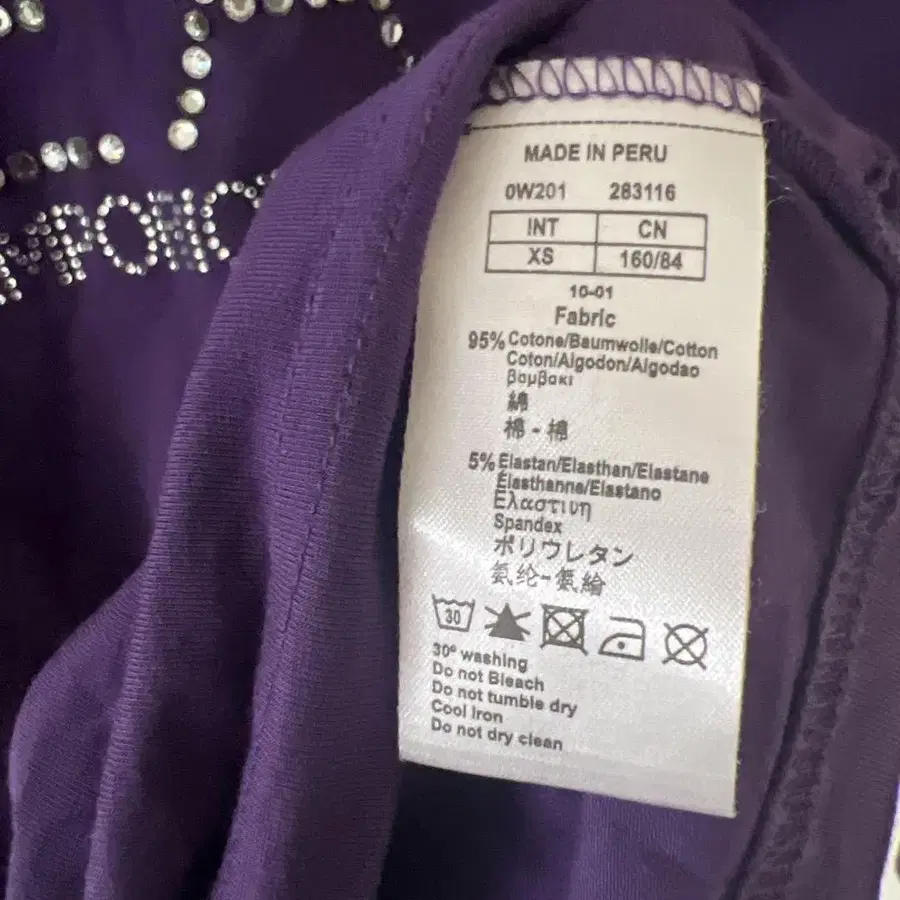 MADE IN PERU
0W201 283116
INT CN
XS 160/84
10-01
Fabric
95% Cotone/Baumwolle/Cotton
Coton/Algodon/Algodao
βαμβακι
綿
棉 - 棉
5% Elastan/Elasthan/Elastane
Elasthanne/Elastano
Ελαστινη
Spandex
ポリウレタン
氨纶-氨綸
30
30° washing
Do not Bleach
Do not tumble dry
Cool Iron
Do not dry clean